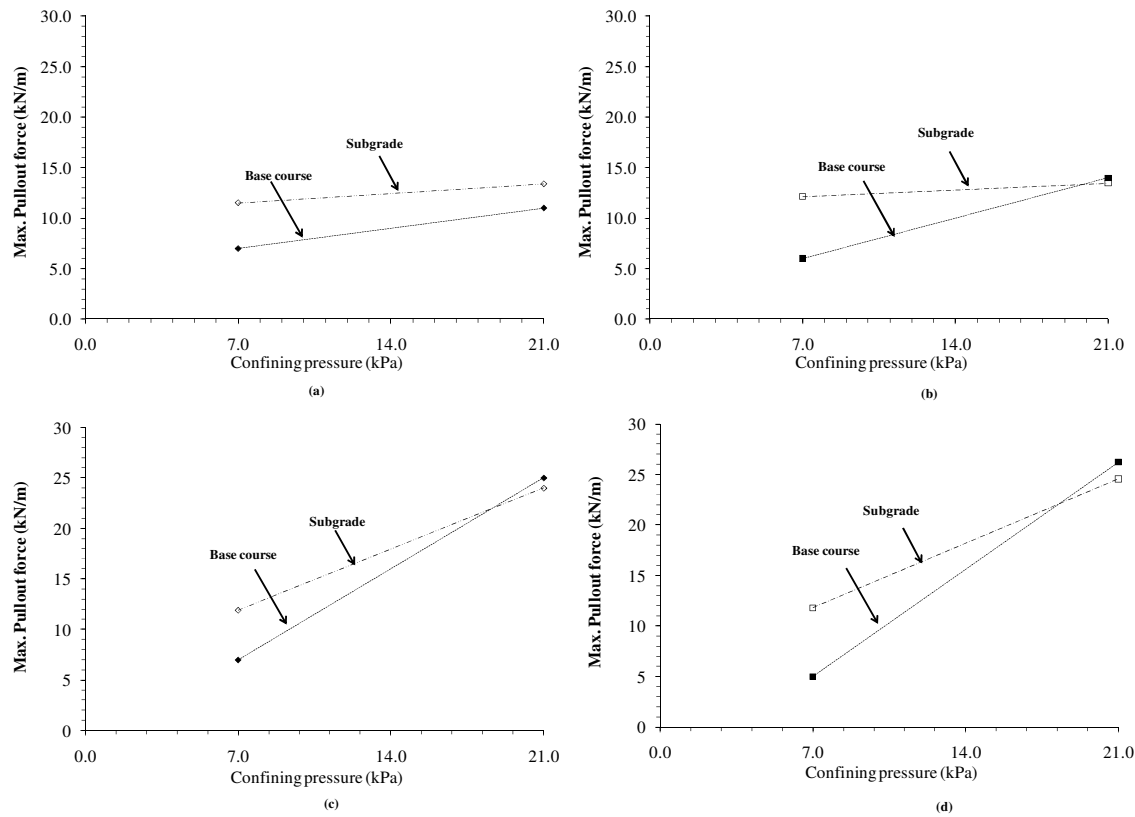 30.0
25.0
20.0
15.0
10.0
5.0
0.0
Max. Pullout force (kN/m)
Subgrade
Base course
0.0 7.0 14.0 21.0
Confining pressure (kPa)
(a)
30.0
25.0
20.0
15.0
10.0
5.0
0.0
Max. Pullout force (kN/m)
Subgrade
Base course
0.0 7.0 14.0 21.0
Confining pressure (kPa)
(b)
30
25
20
15
10
5
0
Max. Pullout force (kN/m)
Subgrade
Base course
0.0 7.0 14.0 21.0
Confining pressure (kPa)
(c)
30
25
20
15
10
5
0
Max. Pullout force (kN/m)
Subgrade
Base course
0.0 7.0 14.0 21.0
Confining pressure (kPa)
(d)